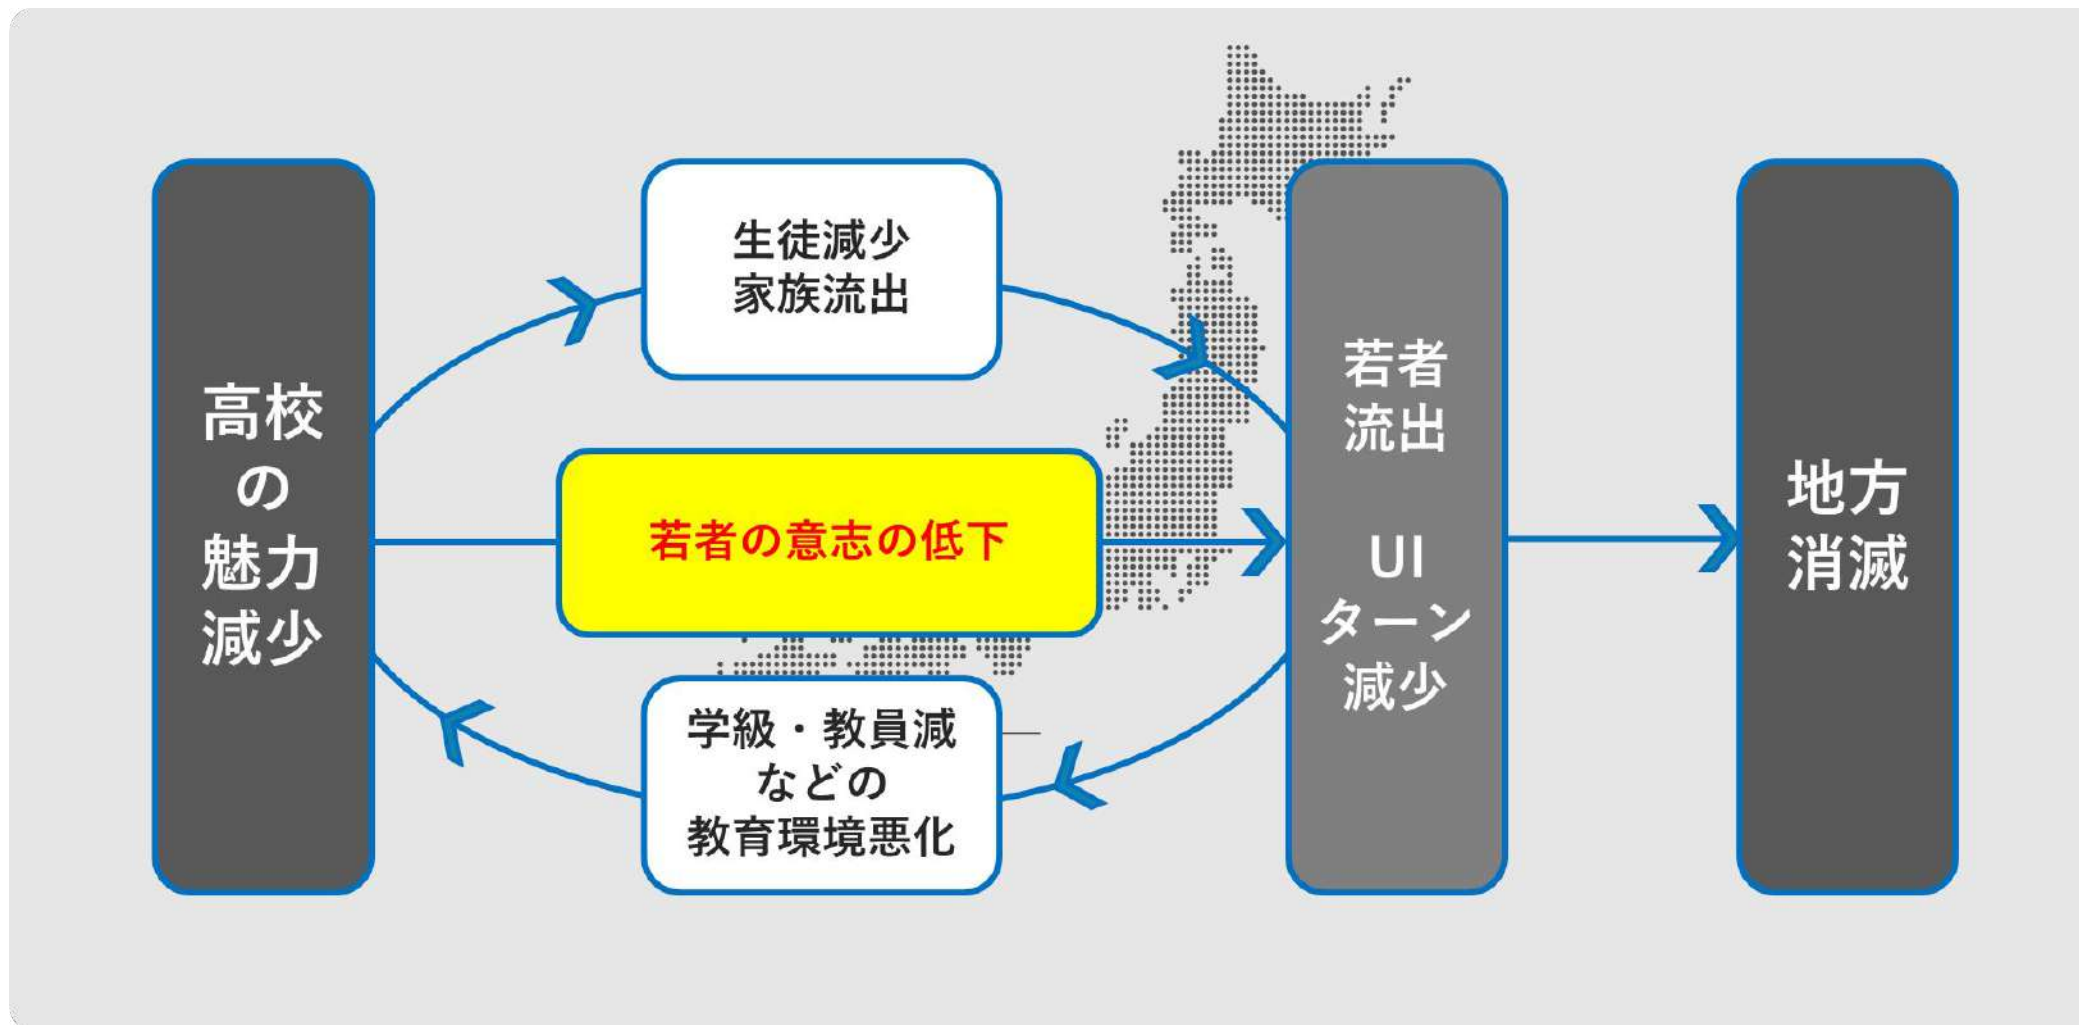 高校
の
魅力
減少
生徒減少
家族流出
若者の意志の低下
学級・教員減
などの
教育環境悪化
若者
流出
UI
ターン
減少
地方
消滅